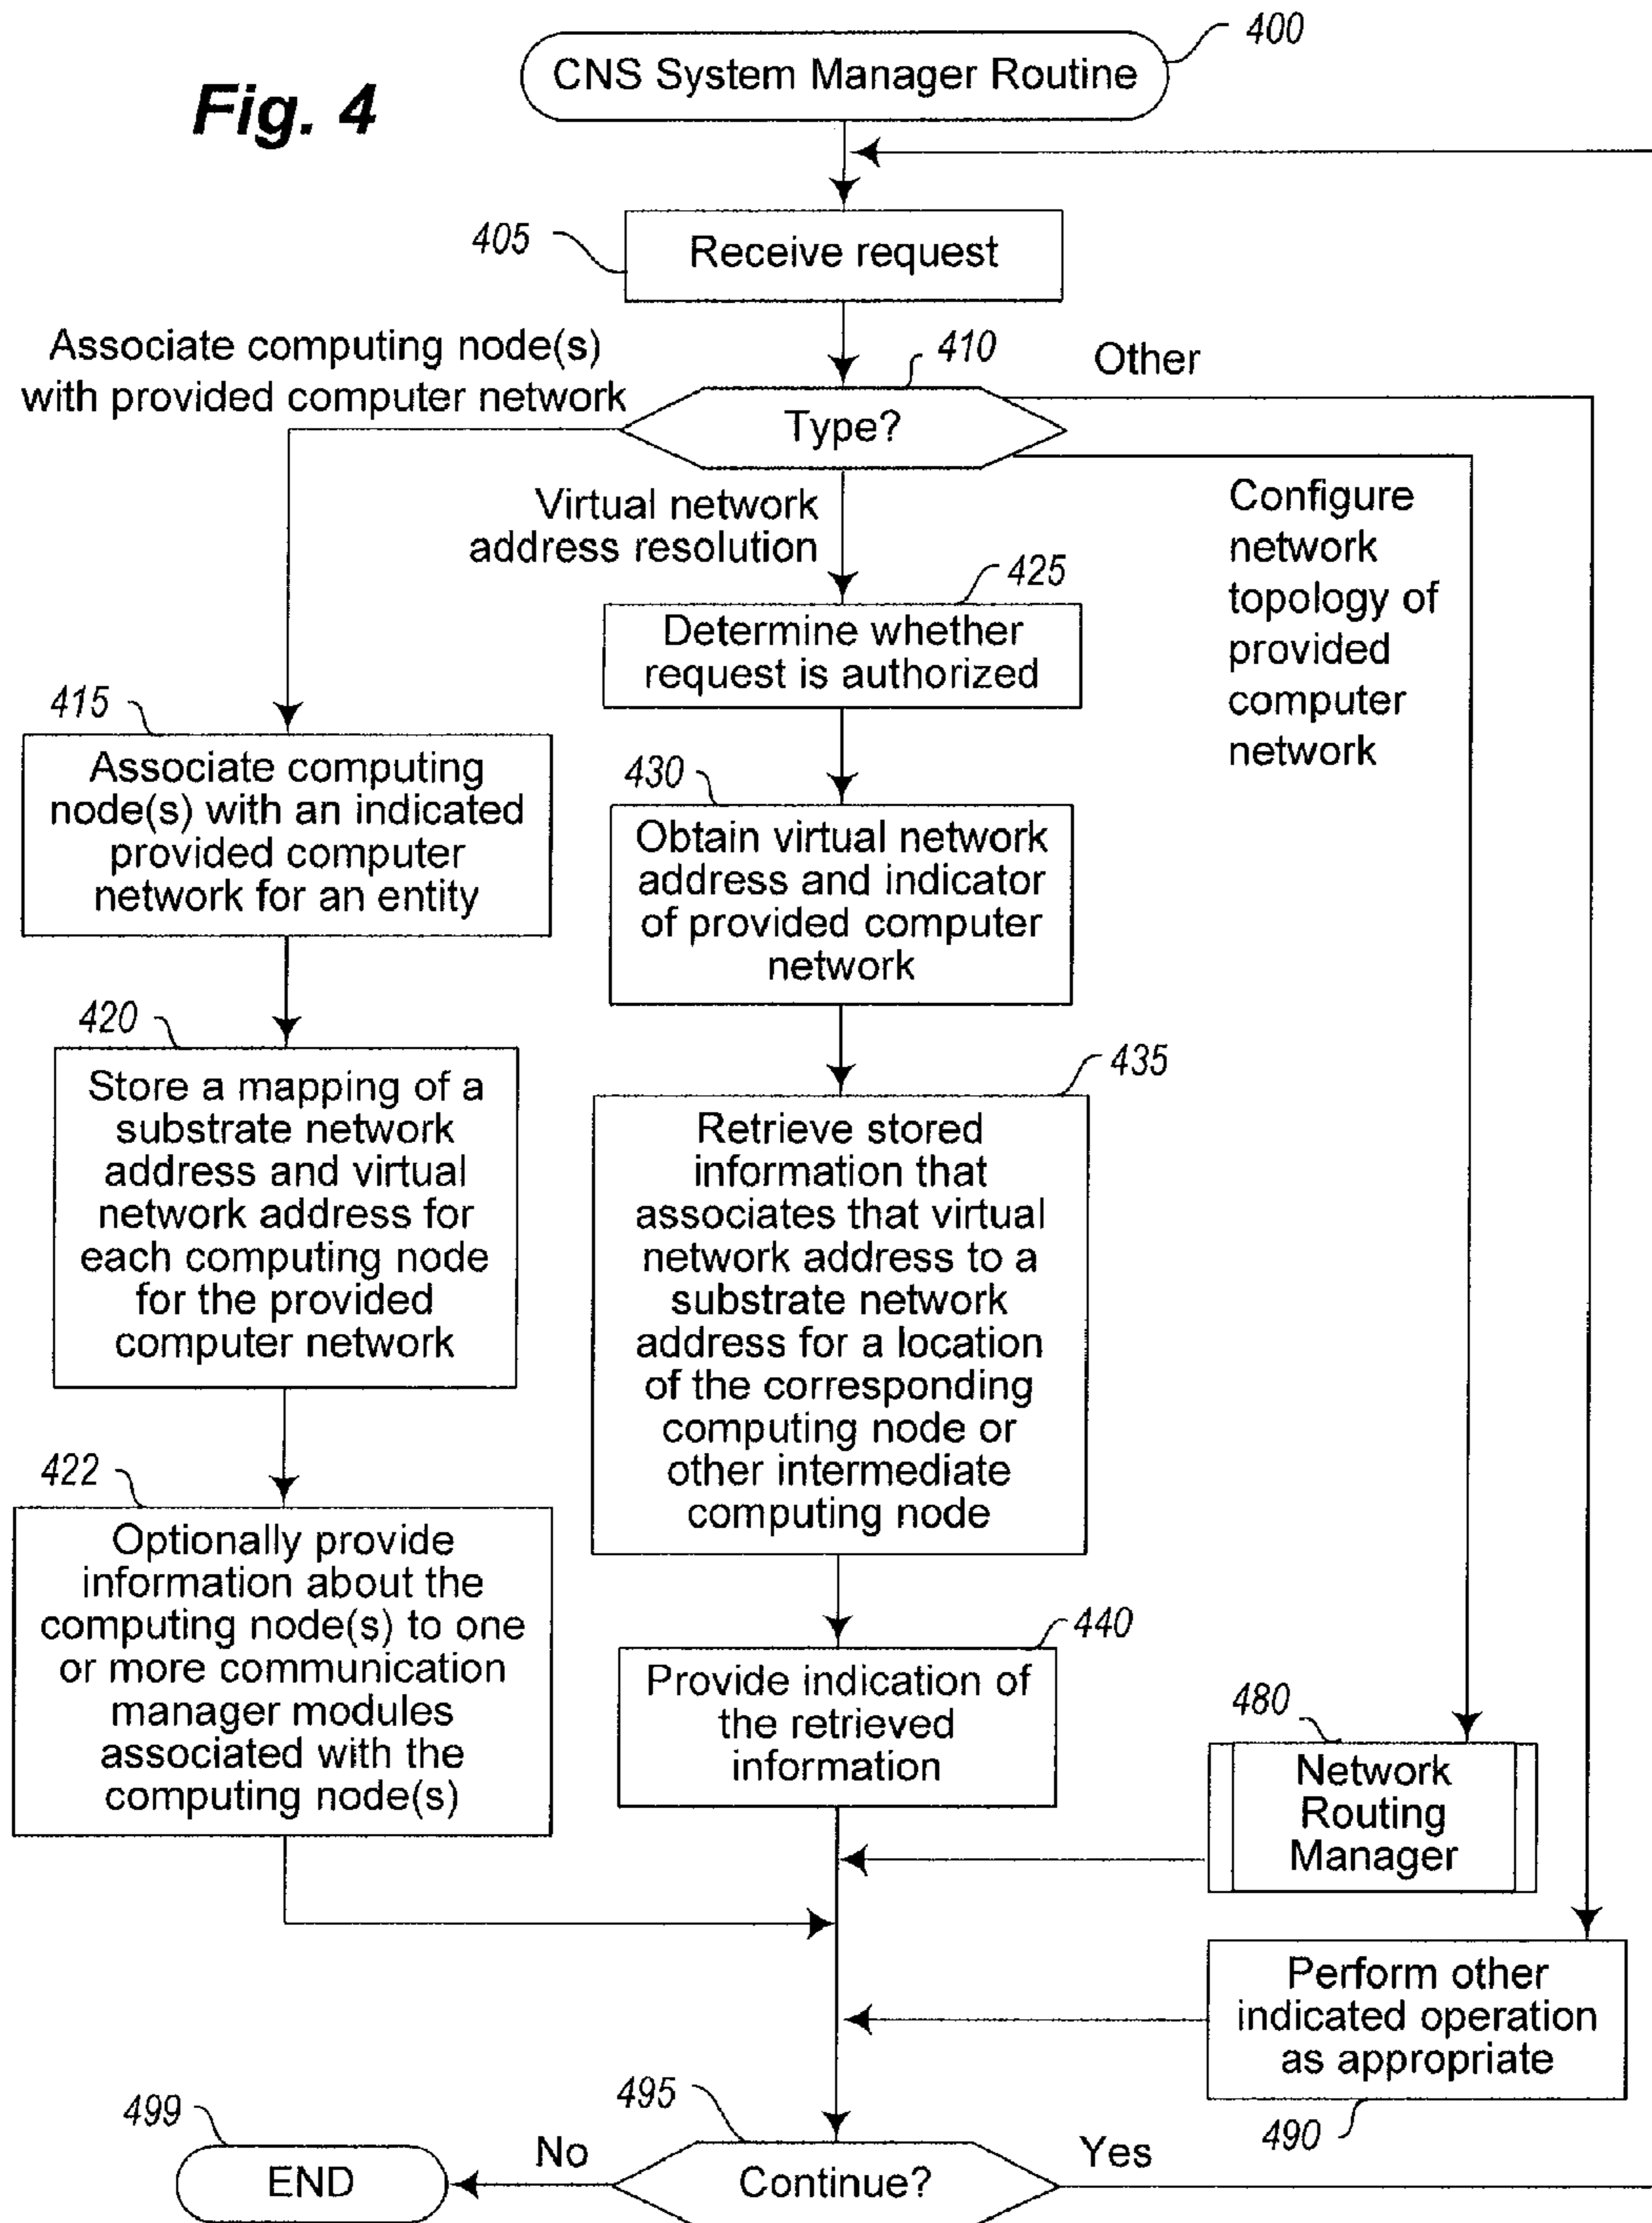 Fig. 4
400
CNS System Manager Routine
405
Receive request
Associate computing node(s)
with provided computer network
410
Other
Type?
Virtual network
address resolution
Configure
network
topology of
provided
computer
network
425
Determine whether
request is authorized
415
Associate computing
node(s) with an indicated
provided computer
network for an entity
430
Obtain virtual network
address and indicator
of provided computer
network
420
Store a mapping of a
substrate network
address and virtual
network address for
each computing node
for the provided
computer network
435
Retrieve stored
information that
associates that virtual
network address to a
substrate network
address for a location
of the corresponding
computing node or
other intermediate
computing node
422
Optionally provide
information about the
computing node(s) to one
or more communication
manager modules
associated with the
computing node(s)
440
Provide indication of
the retrieved
information
480
Network
Routing
Manager
Perform other
indicated operation
as appropriate
490
495
Continue?
Yes
No
499
END